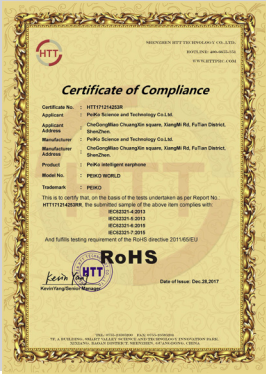 HTT
SHENZHEN HTT TECHNOLOGY CO.,LTD.
Certificate of Compliance
Certificate No. : HTT171214253R
Applicant : PeiKo Science and Technology Co.Ltd.
Applicant Address : CheGongMiao ChuangXin square, XiangMi Rd, FuTian District, ShenZhen.
Manufacturer : PeiKo Science and Technology Co.Ltd.
Manufacturer Address : CheGongMiao ChuangXin square, XiangMi Rd, FuTian District, ShenZhen.
Product : PeiKo intelligent earphone
Model No. : PEIKO WORLD
Trademark : PEIKO
This is to certify that, on the basis of the tests undertaken as per Report No.
HTT171214253RR, the submitted sample of the above item complies with:
IEC62321-4:2013
IEC62321-5:2013
IEC62321-6:2015
IEC62321-7:2015
And fulfills testing requirement of the RoHS directive 2011/65/EU
RoHS
HTT
KevinYang/Senior Manager
Date of Issue: Dec.28,2017